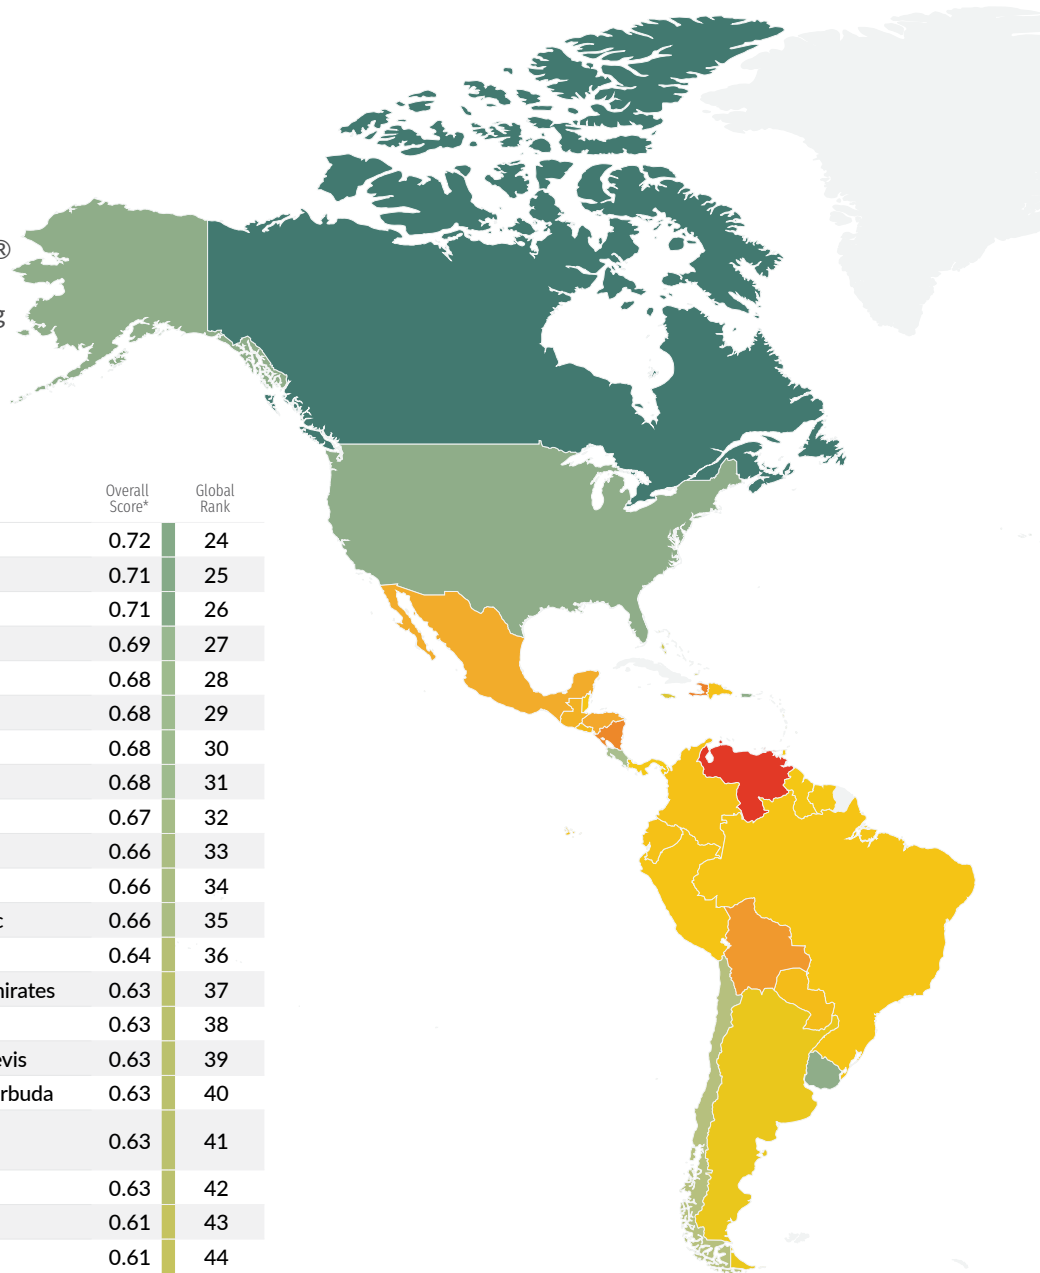 ®
g
Overall Global
Score* Rank
0.72 24
0.71 25
0.71 26
0.69 27
0.68 28
0.68 29
0.68 30
0.68 31
0.67 32
0.66 33
0.66 34
c 0.66 35
0.64 36
nirates 0.63 37
0.63 38
evis 0.63 39
rbuda 0.63 40
0.63 41
0.63 42
0.61 43
0.61 44